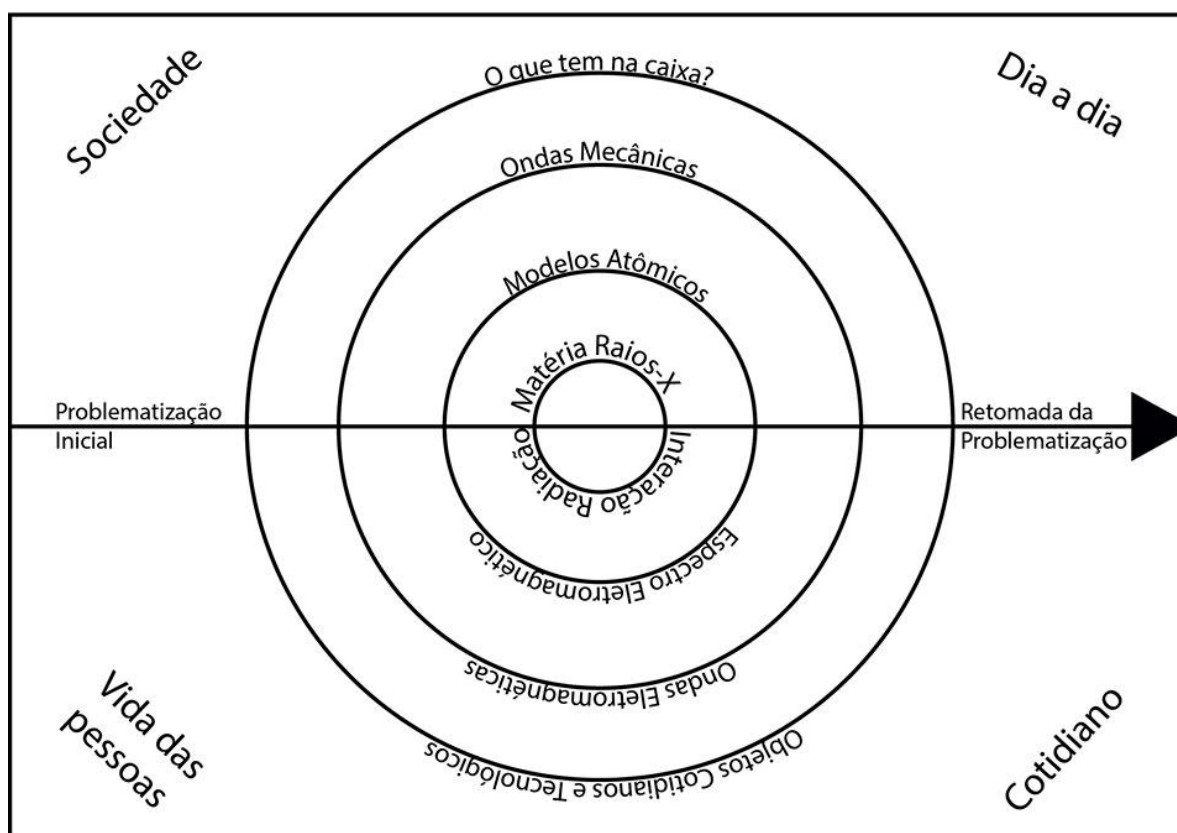 Sociedade
O que tem na caixa?
Dia a dia
Ondas Mecânicas
Modelos Atômicos
Matéria Raios-X
Problematização
Inicial
Retomada da
Problematização
Interação Radiação
Espectro Eletromagnético
Ondas Eletromagnéticas
Objetos Cotidianos e Tecnológicos
Vida das
pessoas
Cotidiano